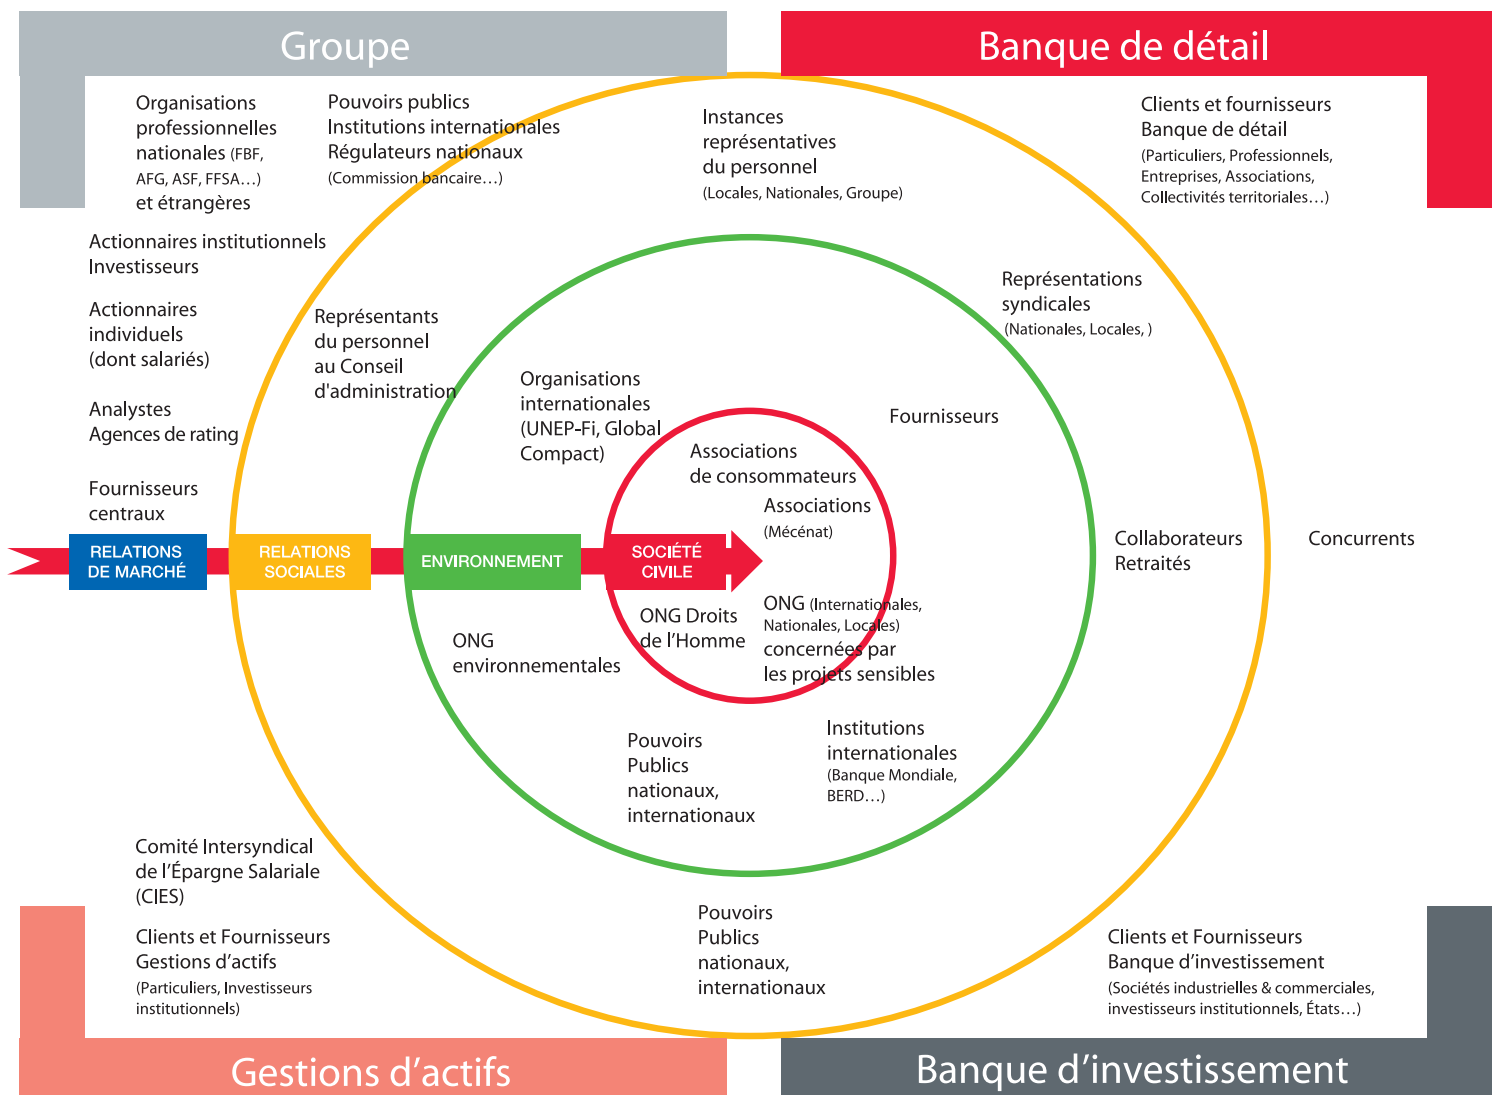 Groupe
Banque de détail
Organisations
professionnelles
nationales (FBF,
AFG, ASF, FFSA…)
et étrangères
Pouvoirs publics
Institutions internationales
Régulateurs nationaux
(Commission bancaire…)
Instances
représentatives
du personnel
(Locales, Nationales, Groupe)
Clients et fournisseurs
Banque de détail
(Particuliers, Professionnels,
Entreprises, Associations,
Collectivités territoriales…)
Actionnaires institutionnels
Investisseurs
Actionnaires
individuels
(dont salariés)
Représentants
du personnel
au Conseil
d'administration
Représentations
syndicales
(Nationales, Locales, )
Analystes
Agences de rating
Organisations
internationales
(UNEP-Fi, Global
Compact)
Fournisseurs
Associations
de consommateurs
Associations
(Mécénat)
Fournisseurs
centraux
RELATIONS
DE MARCHÉ
RELATIONS
SOCIALES
ENVIRONNEMENT
SOCIÉTÉ
CIVILE
Collaborateurs
Retraités
Concurrents
ONG
environnementales
ONG Droits
de l’Homme
ONG (Internationales,
Nationales, Locales)
concernées par
les projets sensibles
Pouvoirs
Publics
nationaux,
internationaux
Institutions
internationales
(Banque Mondiale,
BERD…)
Comité Intersyndical
de l’Épargne Salariale
(CIES)
Clients et Fournisseurs
Gestions d’actifs
(Particuliers, Investisseurs
institutionnels)
Pouvoirs
Publics
nationaux,
internationaux
Clients et Fournisseurs
Banque d’investissement
(Sociétés industrielles & commerciales,
investisseurs institutionnels, États…)
Gestions d’actifs
Banque d’investissement